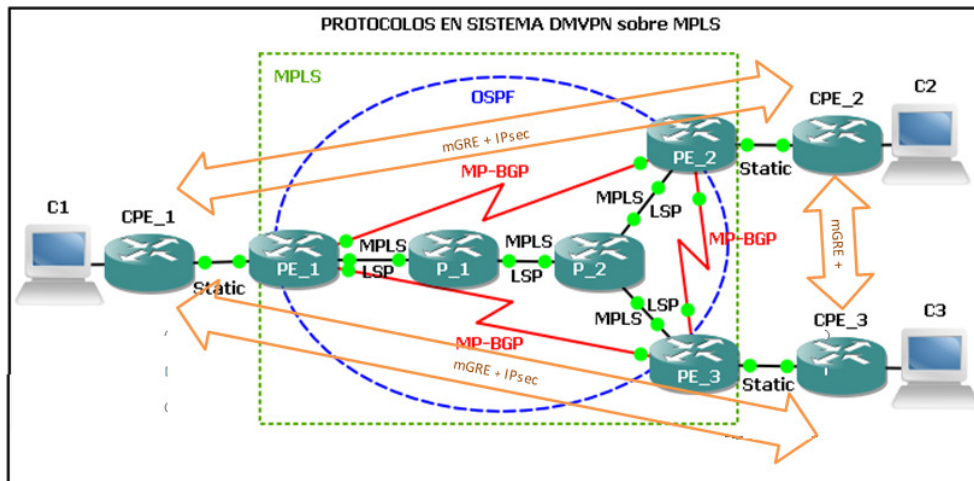 PROTOCOLOS EN SISTEMA DMVPN sobre MPLS
MPLS
OSPF
CPE_2
C2
mGRE + IPsec
PE_2
Static
MP-BGP
MPLS
LSP
C1
CPE_1
MP-BGP
mGRE +
PE_1
Static
MPLS
LSP
P_1
MPLS
LSP
P_2
LSP
MPLS
MP-BGP
CPE_3
C3
mGRE + IPsec
PE_3
Static